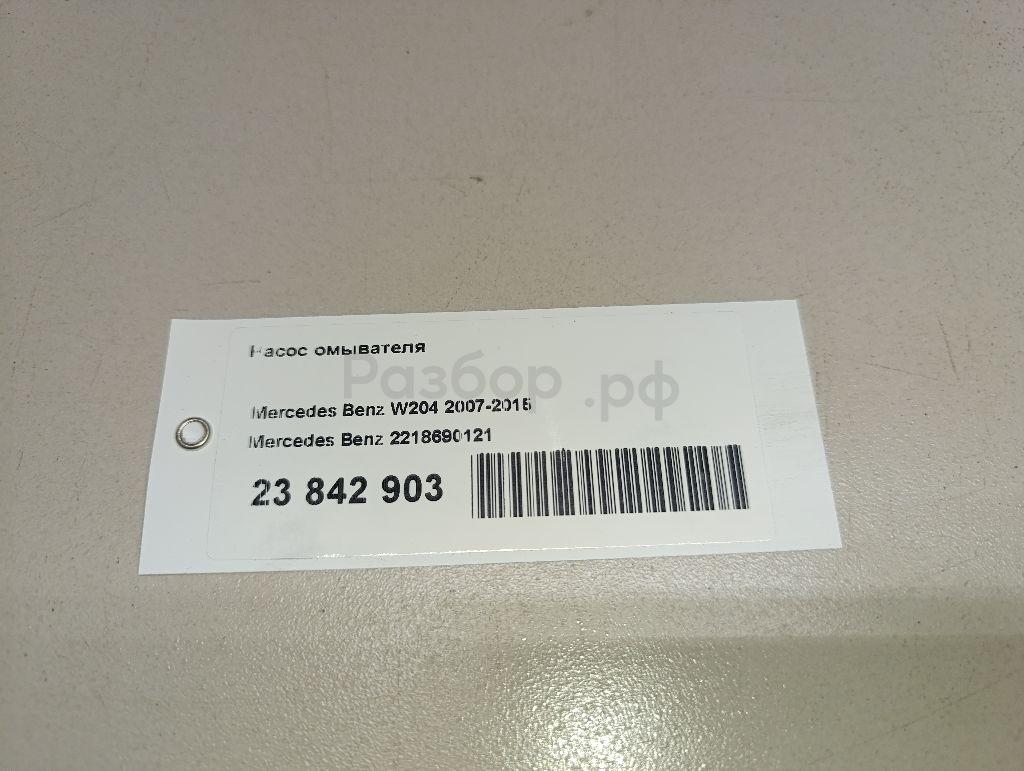 Насос омывателя
Разбор.рф
Mercedes Benz W204 2007-2015
Mercedes Benz 2218690121
23 842 903